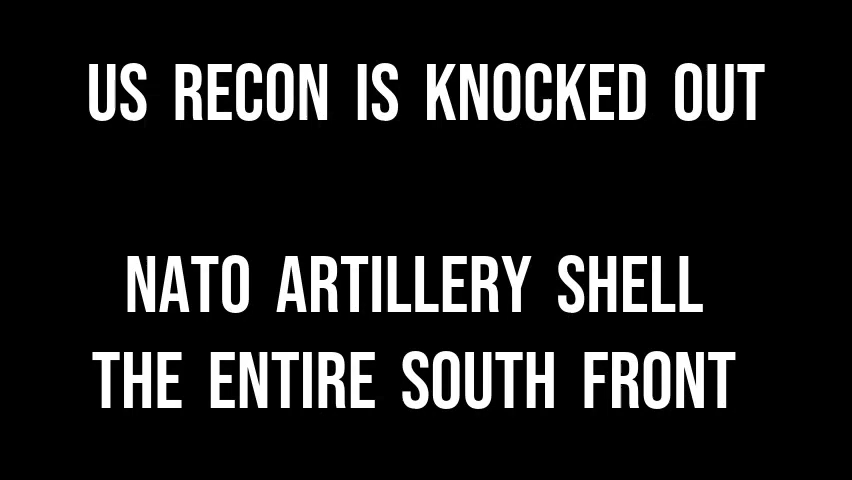 US RECON IS KNOCKED OUT
NATO ARTILLERY SHELL
THE ENTIRE SOUTH FRONT